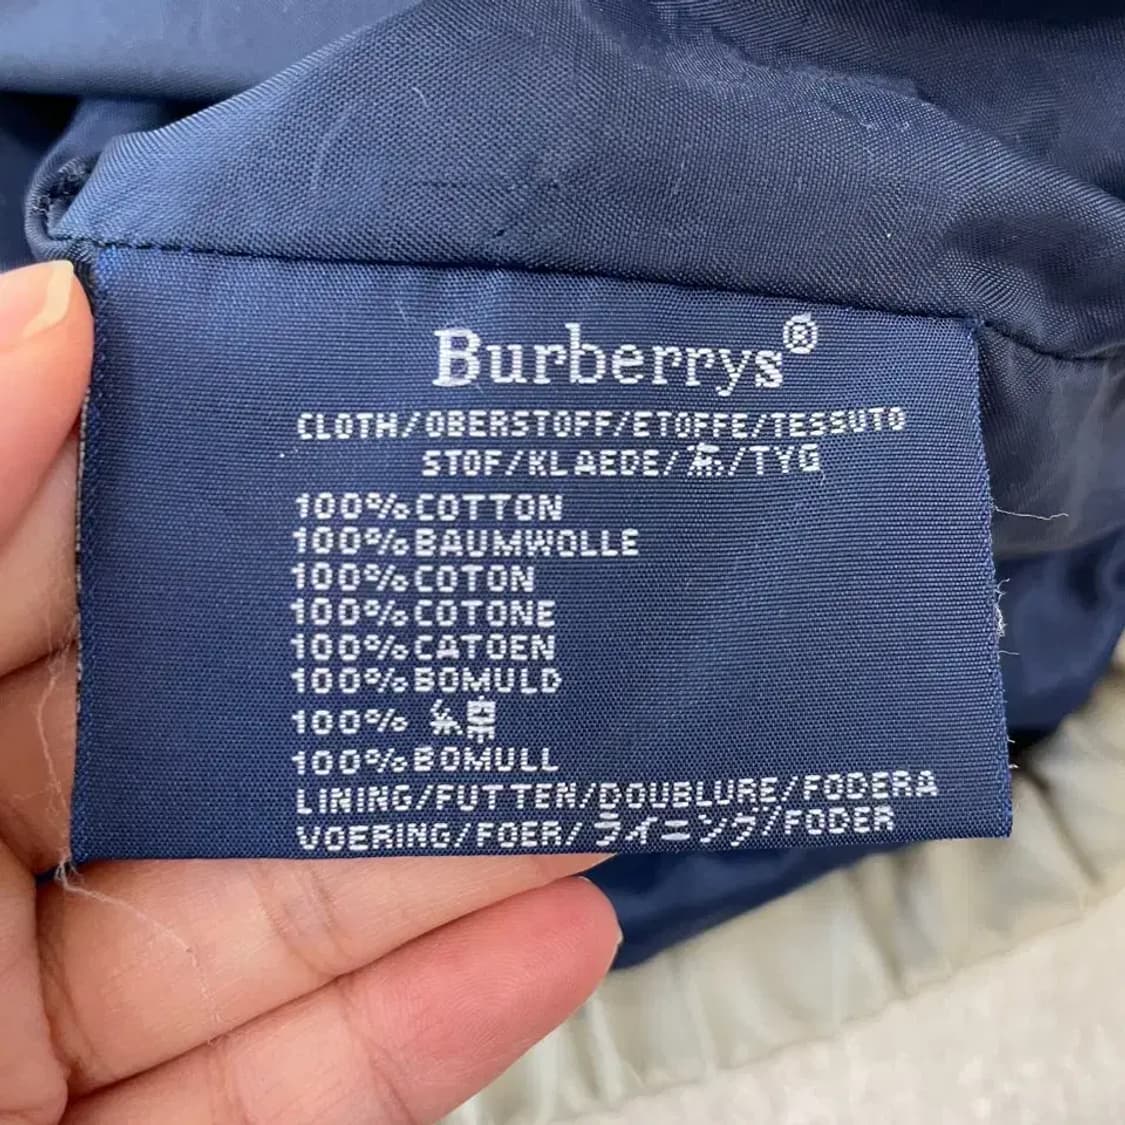 Burberrys®
CLOTH/OBERSTOFF/ETOFFE/TESSUTO
STOF/KLAEDE/布/TYG
100%COTTON
100%BAUMWOLLE
100%COTON
100%COTONE
100%CATOEN
100%BOMULD
100% 綿
100%BOMULL
LINING/FUTTEN/DOUBLURE/FODERA
VOERING/FOER/ライニング/FODER